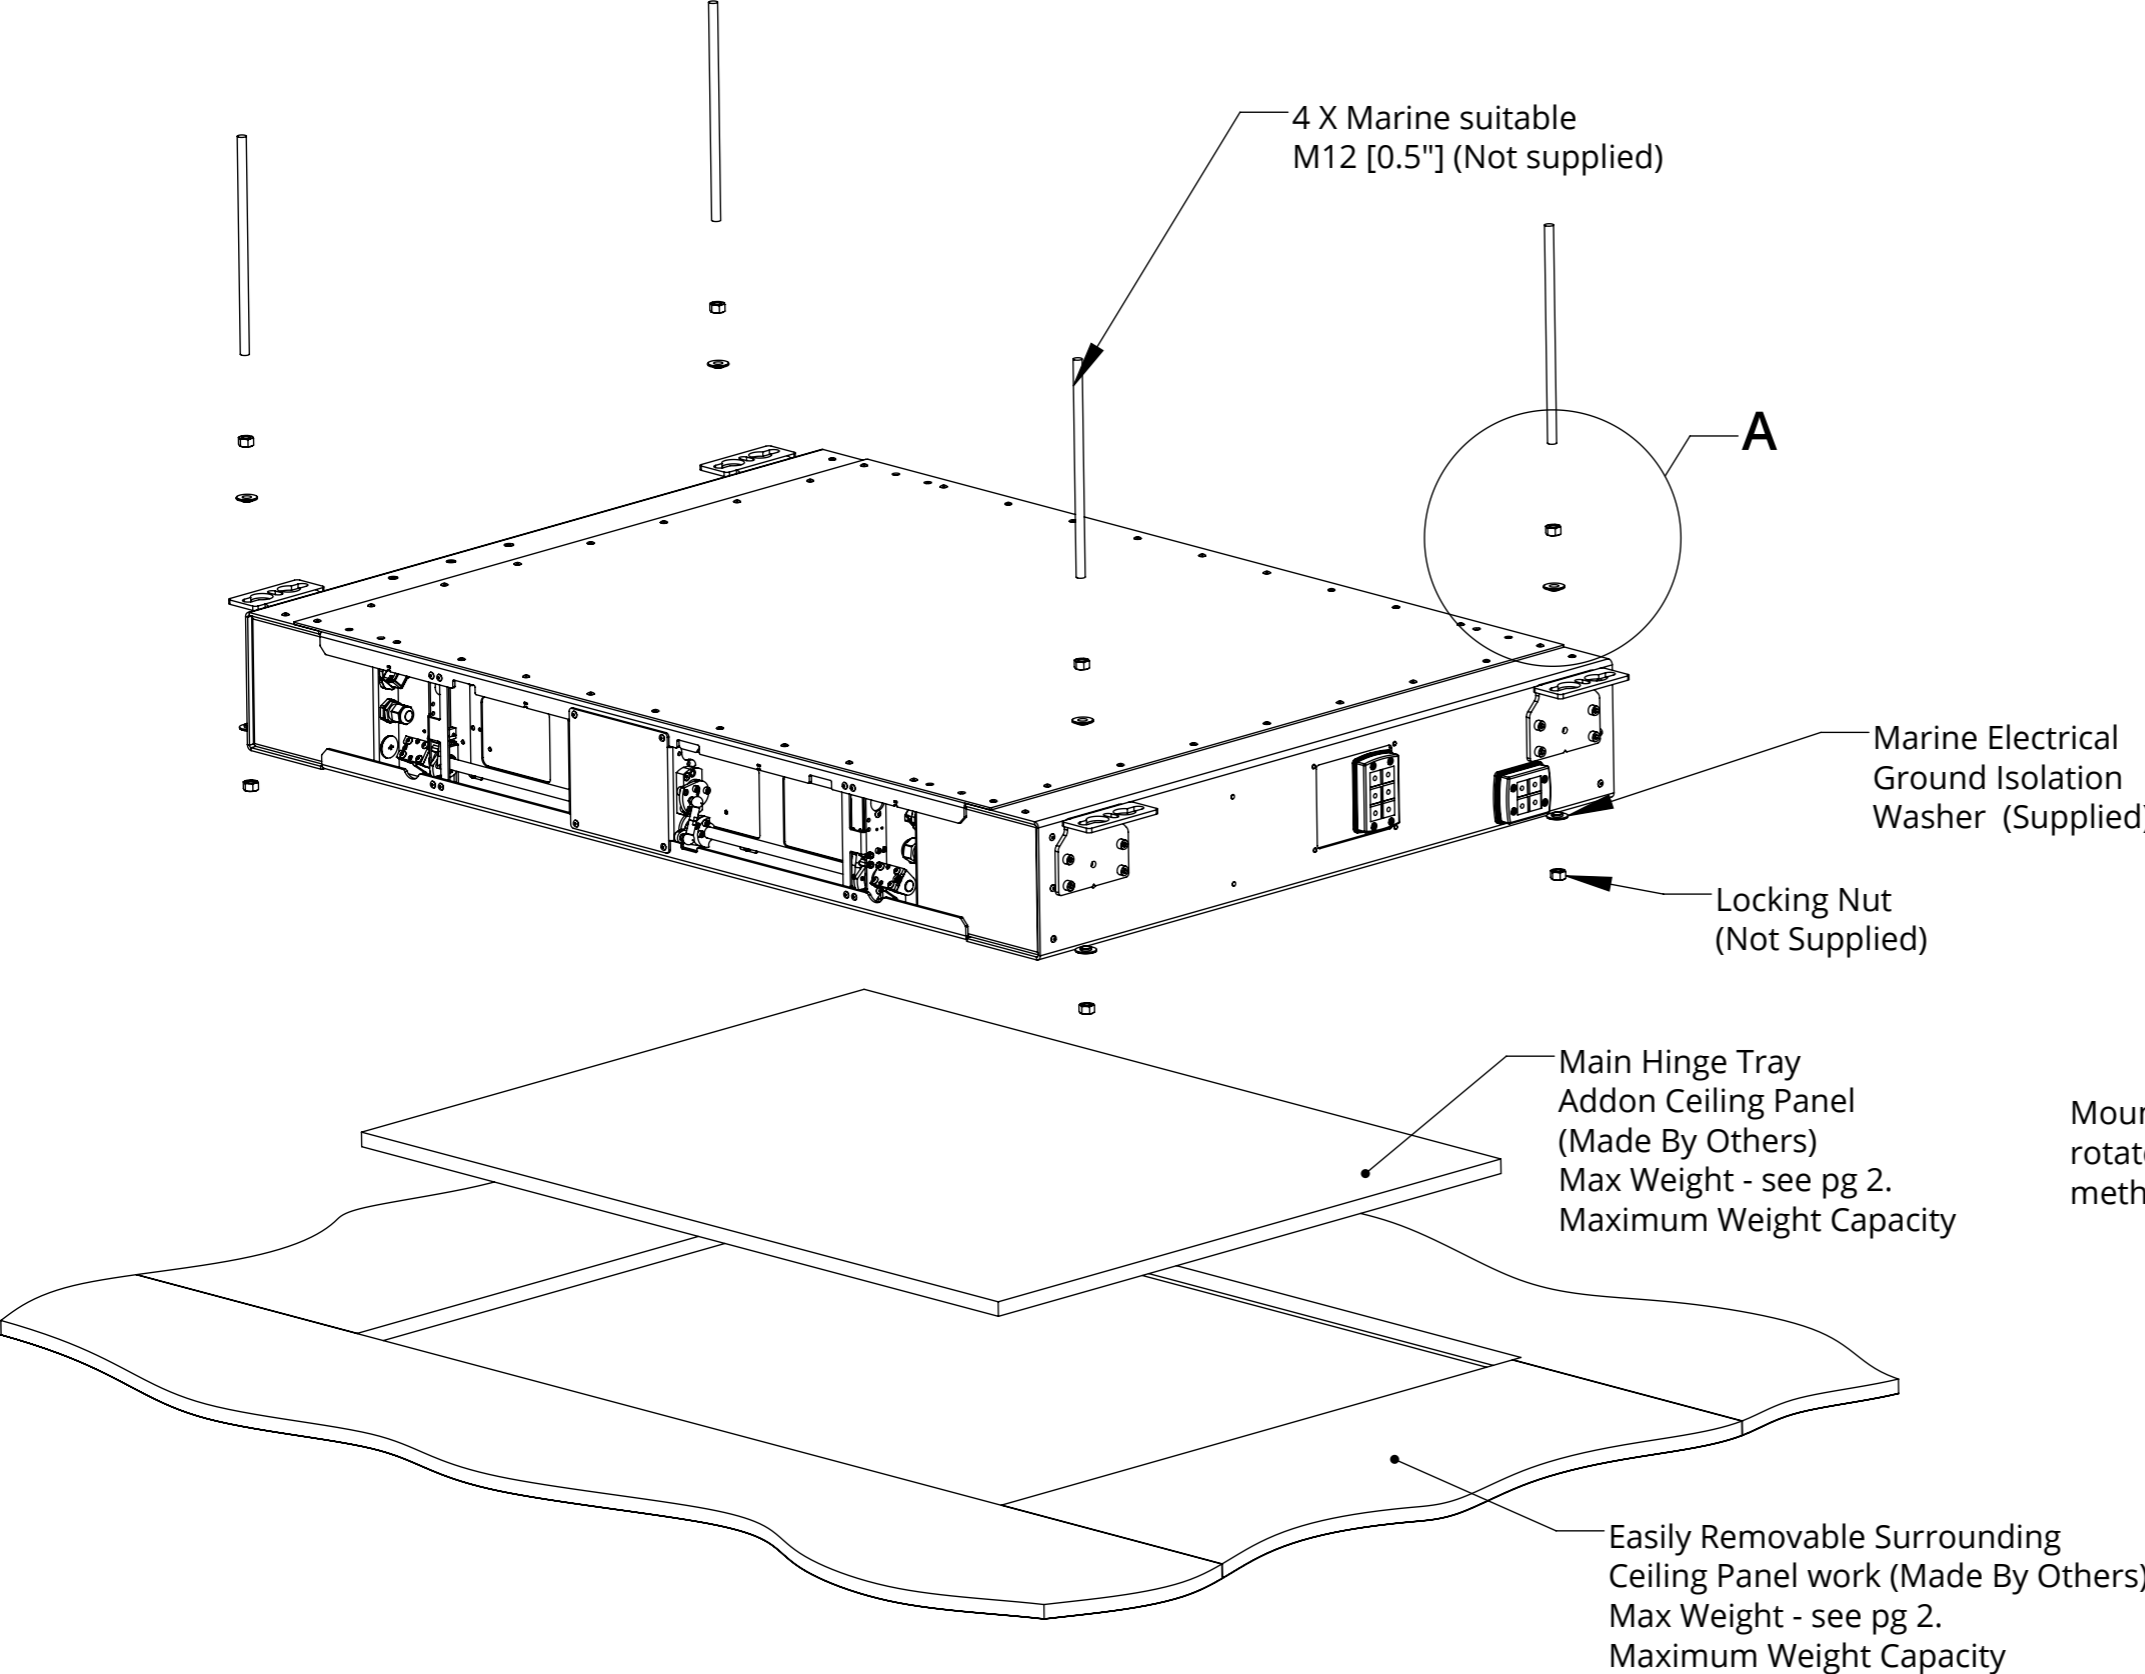 4 X Marine suitable
M12 [0.5"] (Not supplied)
A
Marine Electrical
Ground Isolation
Washer (Supplied)
Locking Nut
(Not Supplied)
Main Hinge Tray
Addon Ceiling Panel
(Made By Others)
Max Weight - see pg 2.
Maximum Weight Capacity
Easily Removable Surrounding
Ceiling Panel work (Made By Others)
Max Weight - see pg 2.
Maximum Weight Capacity